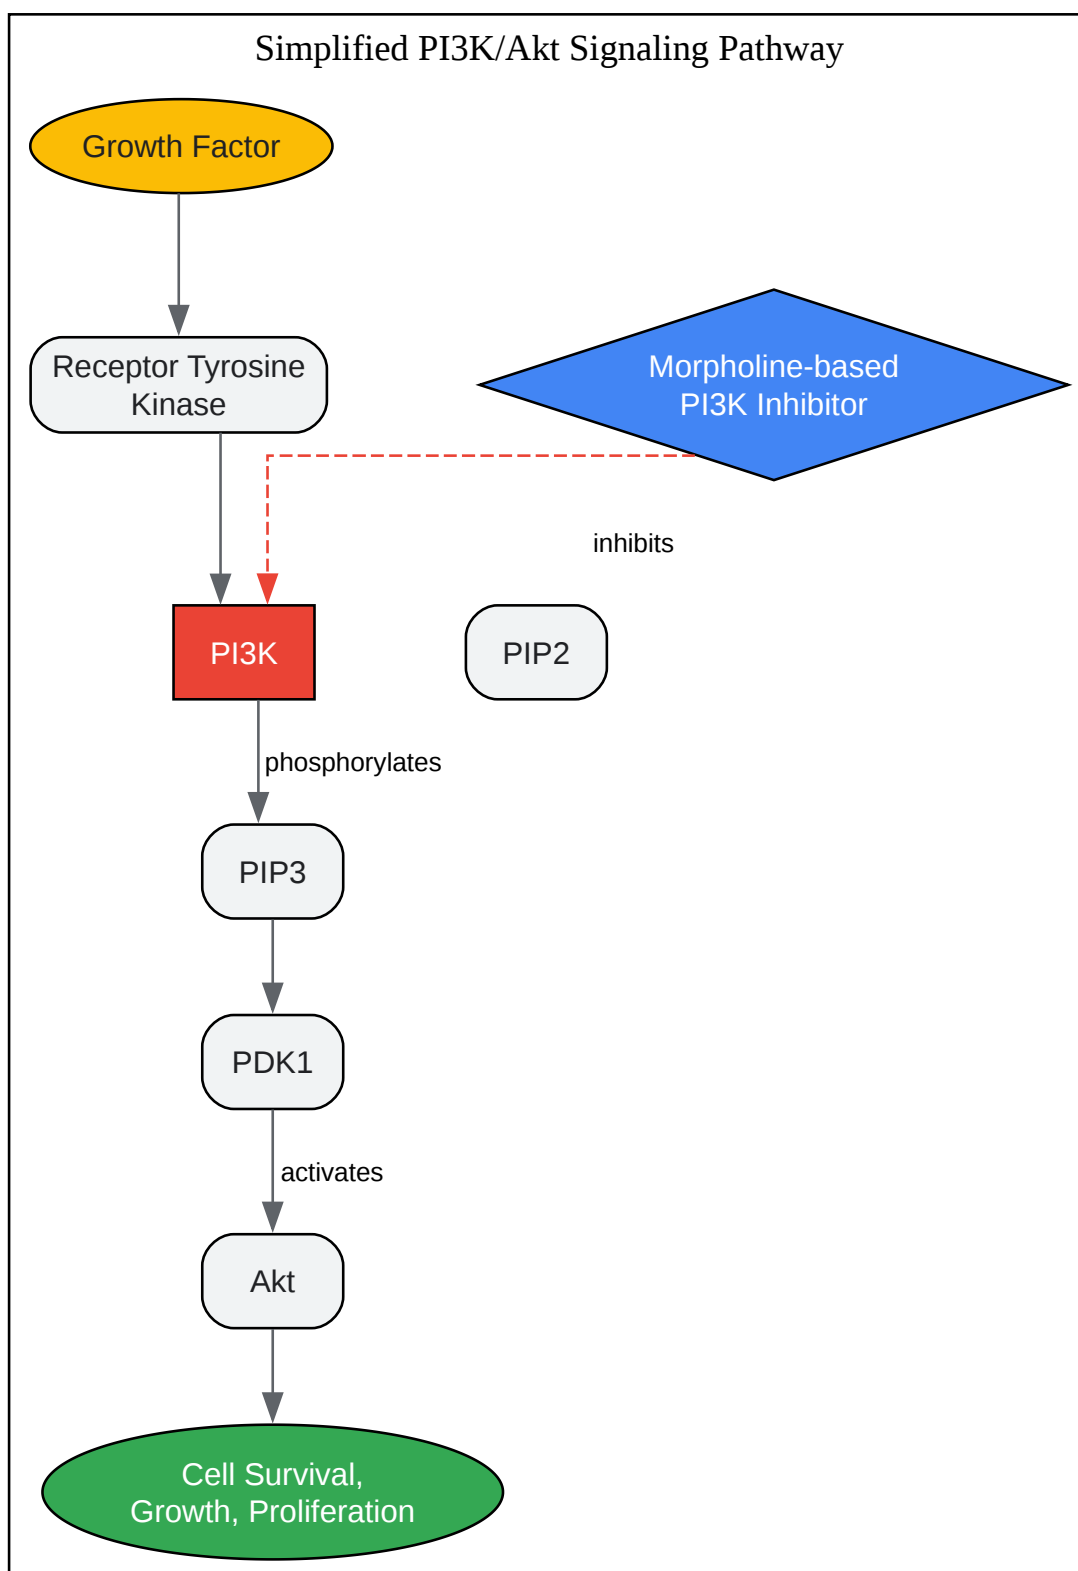 Simplified PI3K/Akt Signaling Pathway
Growth Factor
Receptor Tyrosine
Kinase
Morpholine-based
PI3K Inhibitor
inhibits
PI3K
PIP2
phosphorylates
PIP3
PDK1
activates
Akt
Cell Survival,
Growth, Proliferation